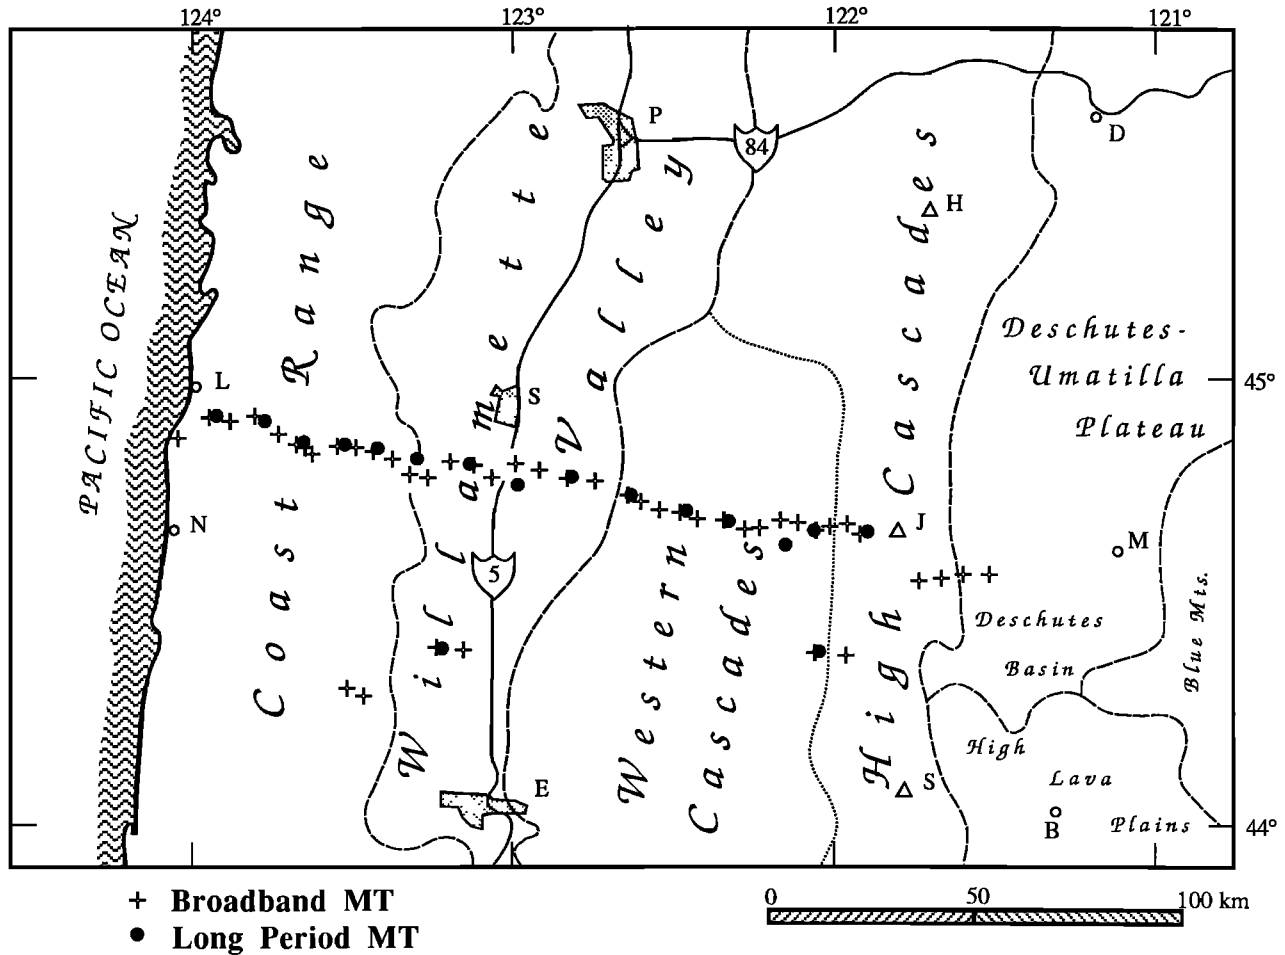 124° 123° 122° 121°
P
84
D
H
PACIFIC OCEAN
Coast Range
Willamette Valley
Western
Cascades
High Cascades
Deschutes-
Umatilla
Plateau
45°
L
S
N
J
M
5
Deschutes
Basin
Blue Mts.
High
Lava
Plains
S
E
B
44°
Broadband MT
Long Period MT
0 50 100 km